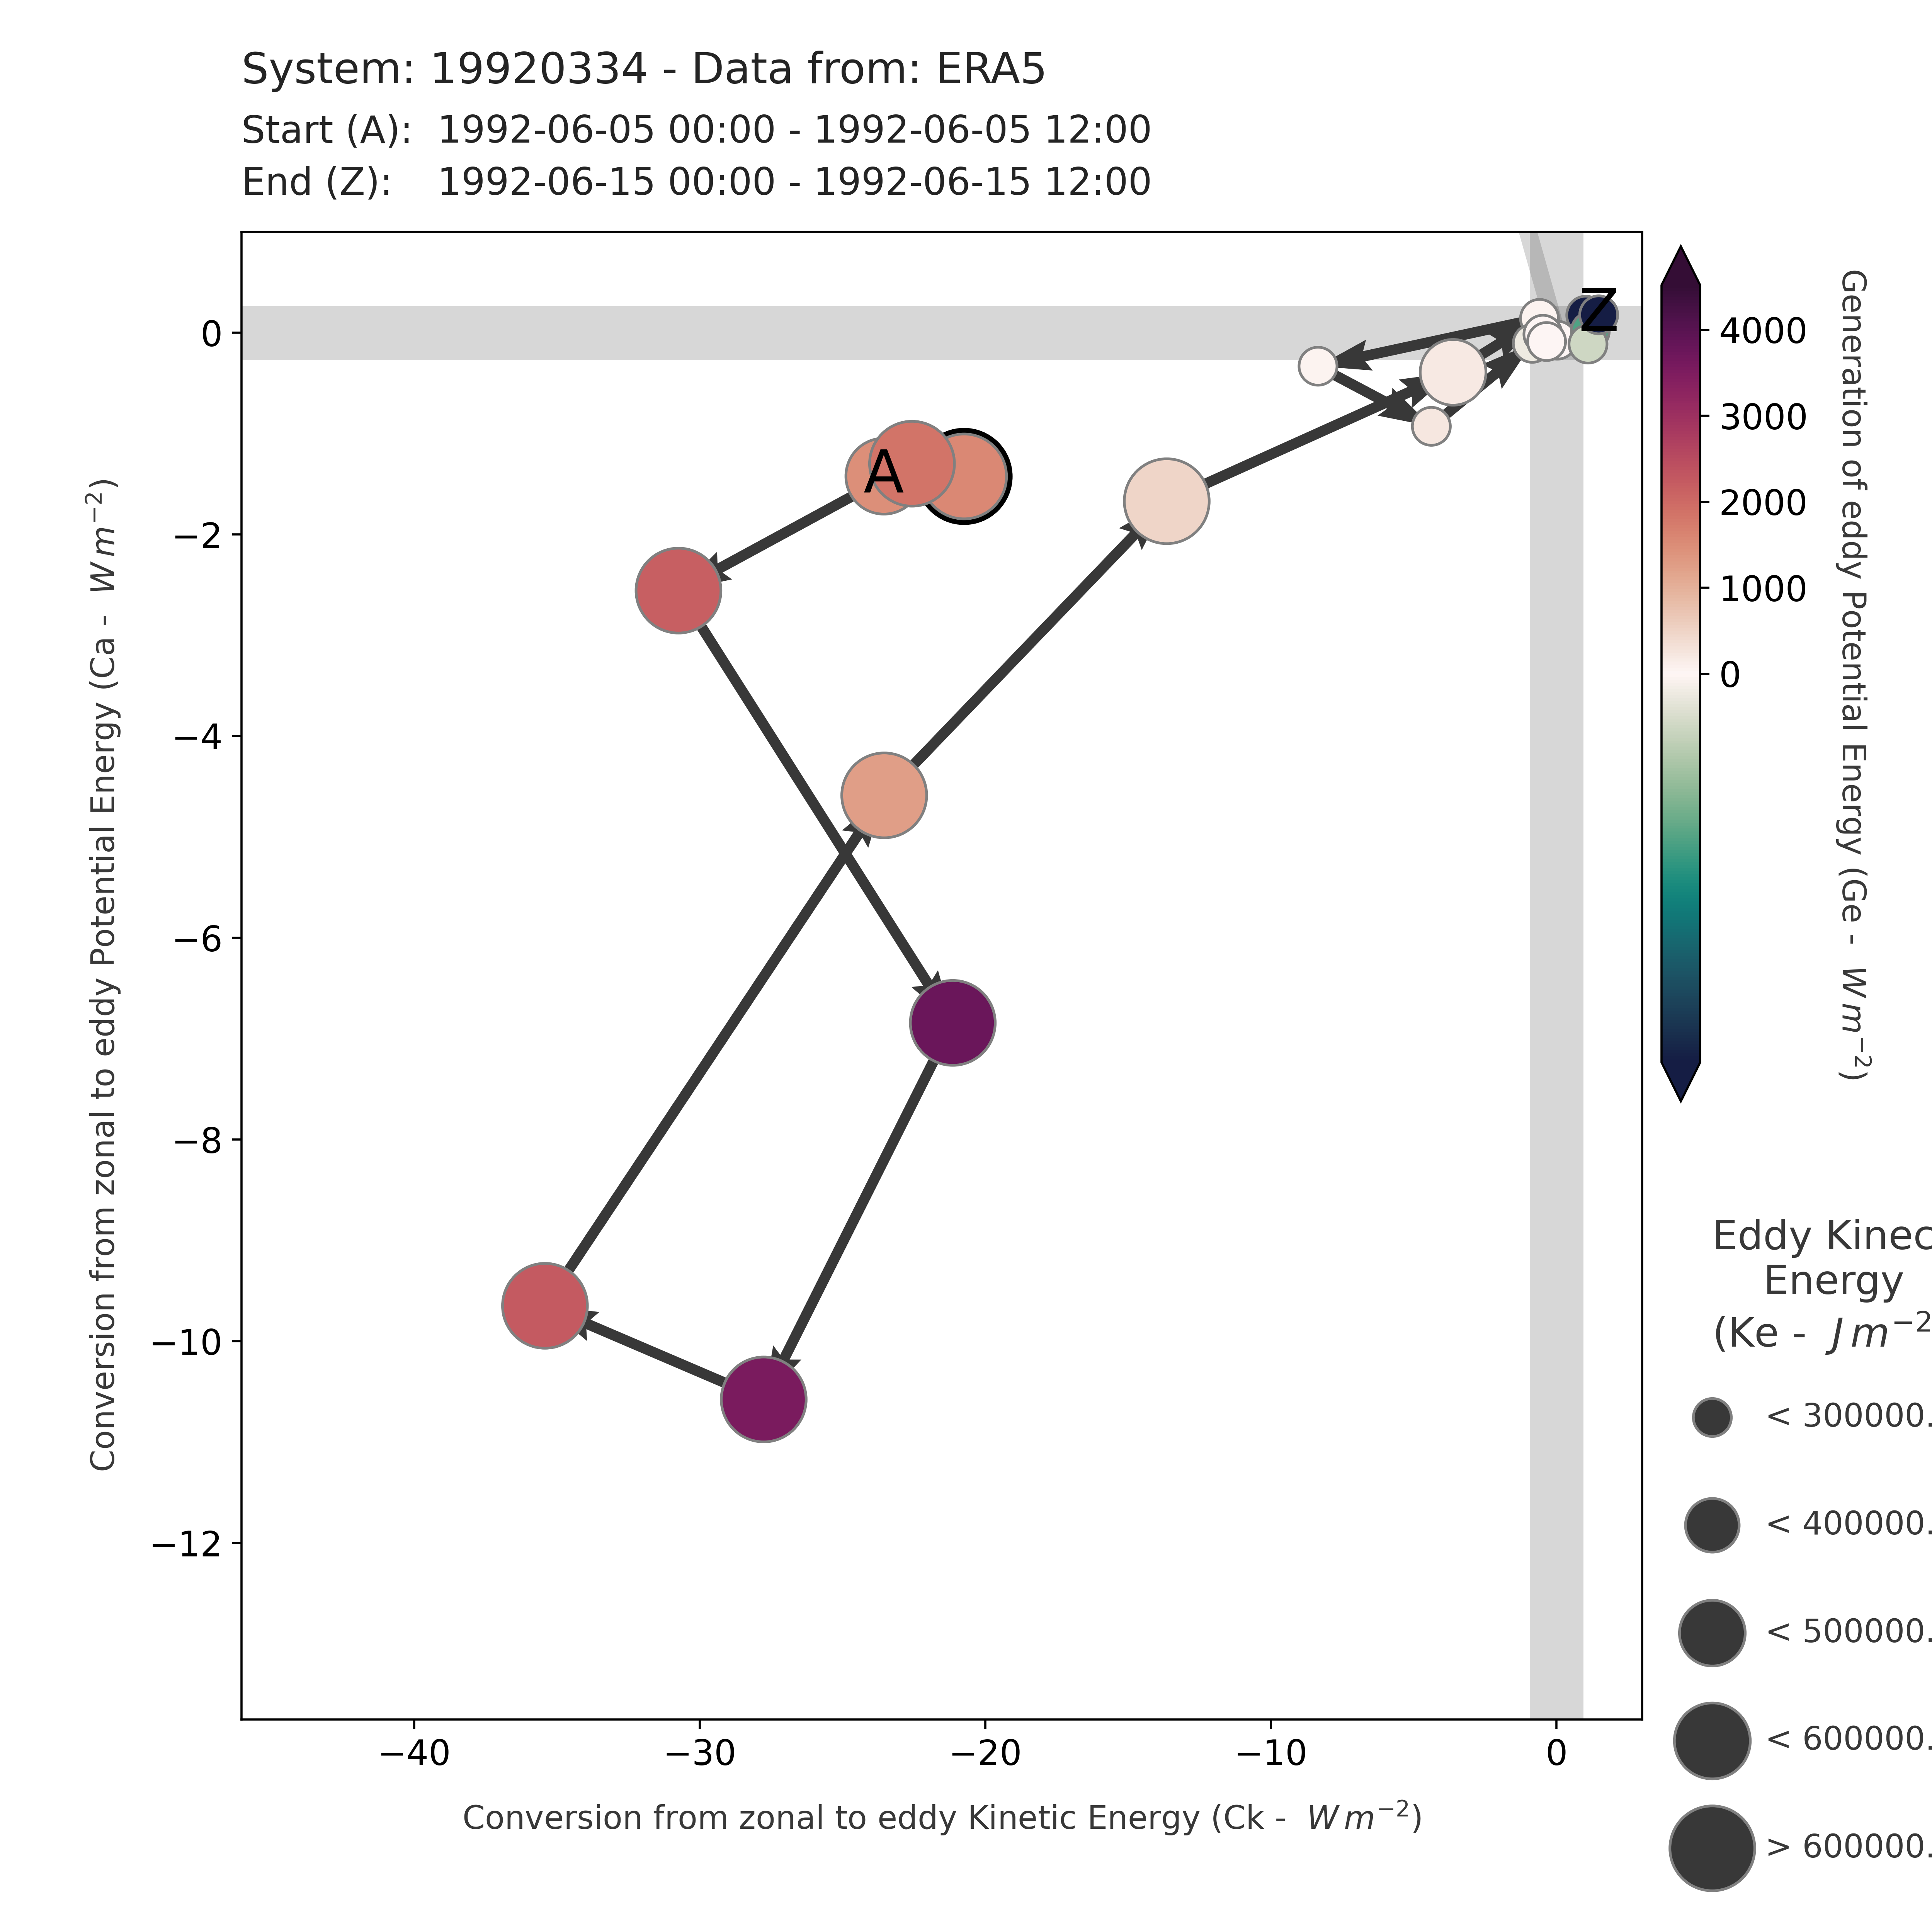 System: 19920334 - Data from: ERA5
Start (A): 1992-06-05 00:00 - 1992-06-05 12:00
End (Z): 1992-06-15 00:00 - 1992-06-15 12:00
Conversion from zonal to eddy Potential Energy (Ca - W m⁻²)
0
−2
−4
−6
−8
−10
−12
A
Z
−40
−30
−20
−10
0
Conversion from zonal to eddy Kinetic Energy (Ck - W m⁻²)
4000
3000
2000
1000
0
Generation of eddy Potential Energy (Ge - W m⁻²)
Eddy Kinec
Energy
(Ke - J m⁻²
< 300000.
< 400000.
< 500000.
< 600000.
> 600000.